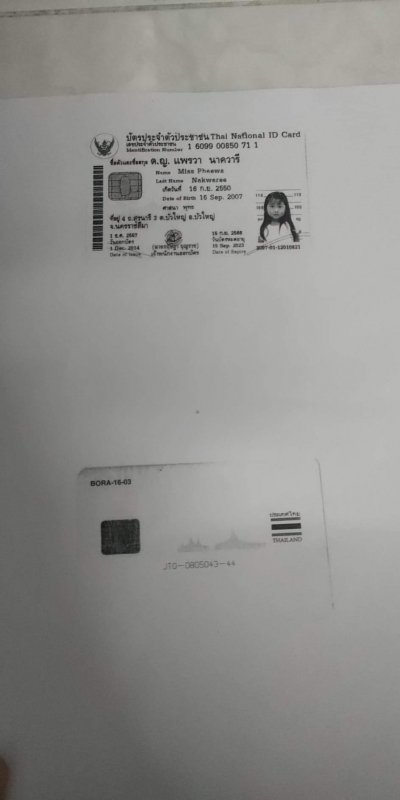 บัตรประจำตัวประชาชน Thai National ID Card
เลขประจำตัวประชาชน
Identification Number 1 6099 00850 71 1
ชื่อตัวและชื่อสกุล ด.ญ. แพรวา นาควารี
Name Miss Phearwa
Last Name Nakwaree
เกิดวันที่ 16 ก.ย. 2550
Date of Birth 16 Sep. 2007
ศาสนา พุทธ
ที่อยู่ 4 ถ.สุรนารี 2 ต.บัวใหญ่ อ.บัวใหญ่
จ.นครราชสีมา
1 ธ.ค. 2557
วันออกบัตร
1 Dec. 2014
Date of Issue
เจ้าพนักงานออกบัตร
15 ก.ย. 2565
วันบัตรหมดอายุ
15 Sep. 2022
Date of Expiry
BORA-16-03
ประเทศไทย
THAILAND
JT0-0805043-44